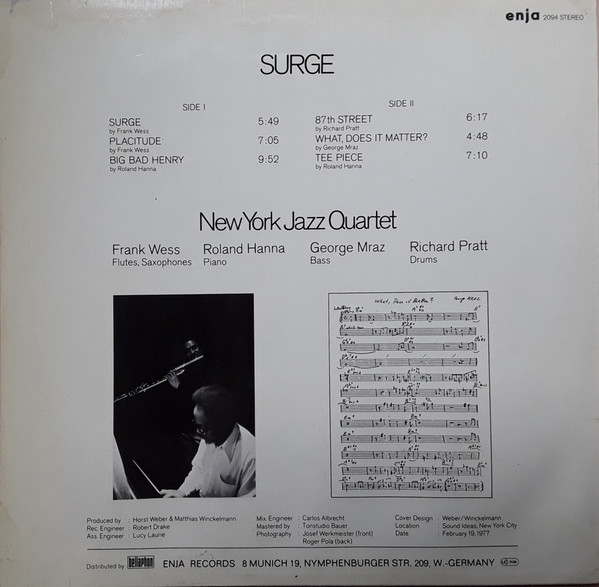 enja 2094 STEREO
SURGE
SIDE I
SURGE 5:49
by Frank Wess
PLACITUDE 7:05
by Frank Wess
BIG BAD HENRY 9:52
by Roland Hanna
SIDE II
87th STREET 6:17
by Richard Pratt
WHAT, DOES IT MATTER? 4:48
by George Mraz
TEE PIECE 7:10
by Roland Hanna
New York Jazz Quartet
Frank Wess
Flutes, Saxophones
Roland Hanna
Piano
George Mraz
Bass
Richard Pratt
Drums
What, Does it Matter?
Produced by : Horst Weber & Matthias Winckelmann
Rec. Engineer : Robert Drake
Ass. Engineer : Lucy Laurie
Mix. Engineer : Carlos Albrecht
Mastered by : Tonstudio Bauer
Photography : Josef Werkmeister (front)
Roger Pola (back)
Cover Design : Weber/Winckelmann
Location : Sound Ideas, New York City
Date : February 19, 1977
Distributed by bellaphon ENJA RECORDS 8 MUNICH 19, NYMPHENBURGER STR, 209, W.-GERMANY